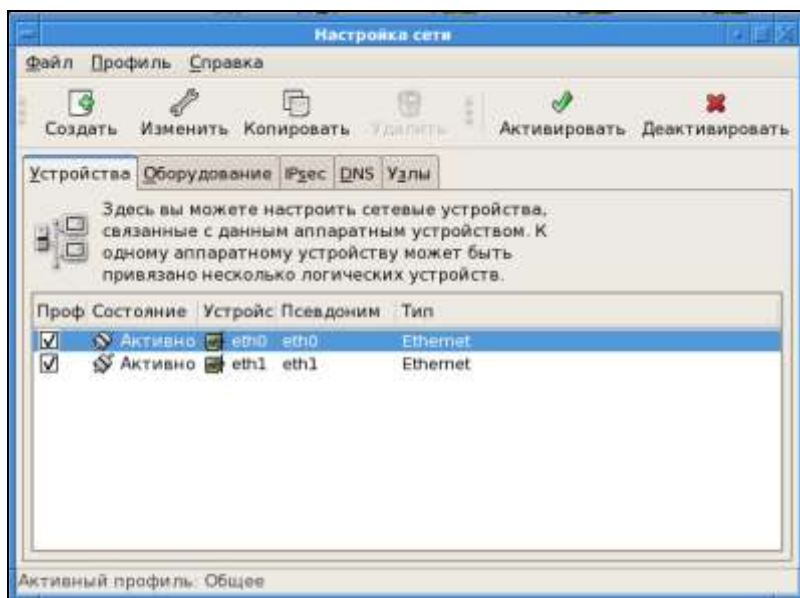 Настройка сети
Файл Профиль Справка
Создать Изменить Копировать Удалить Активировать Деактивировать
Устройства Оборудование IPsec DNS Узлы
Здесь вы можете настроить сетевые устройства,
связанные с данным аппаратным устройством. К
одному аппаратному устройству может быть
привязано несколько логических устройств.
Проф Состояние Устройс Псевдоним Тип
Активно eth0 eth0 Ethernet
Активно eth1 eth1 Ethernet
Активный профиль: Общее